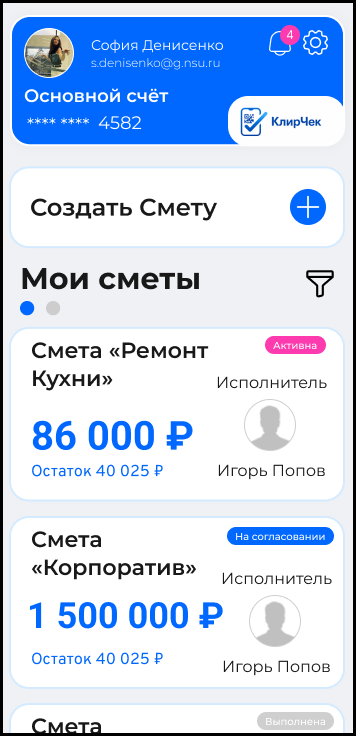 София Денисенко
s.denisenko@g.nsu.ru
4
Основной счёт
**** **** 4582
КлирЧек
Создать Смету
Мои сметы
Смета «Ремонт
Кухни»
Активна
Исполнитель
86 000 ₽
Остаток 40 025 ₽
Игорь Попов
Смета
«Корпоратив»
На согласовании
Исполнитель
1 500 000 ₽
Остаток 40 025 ₽
Игорь Попов
Смета
Выполнена